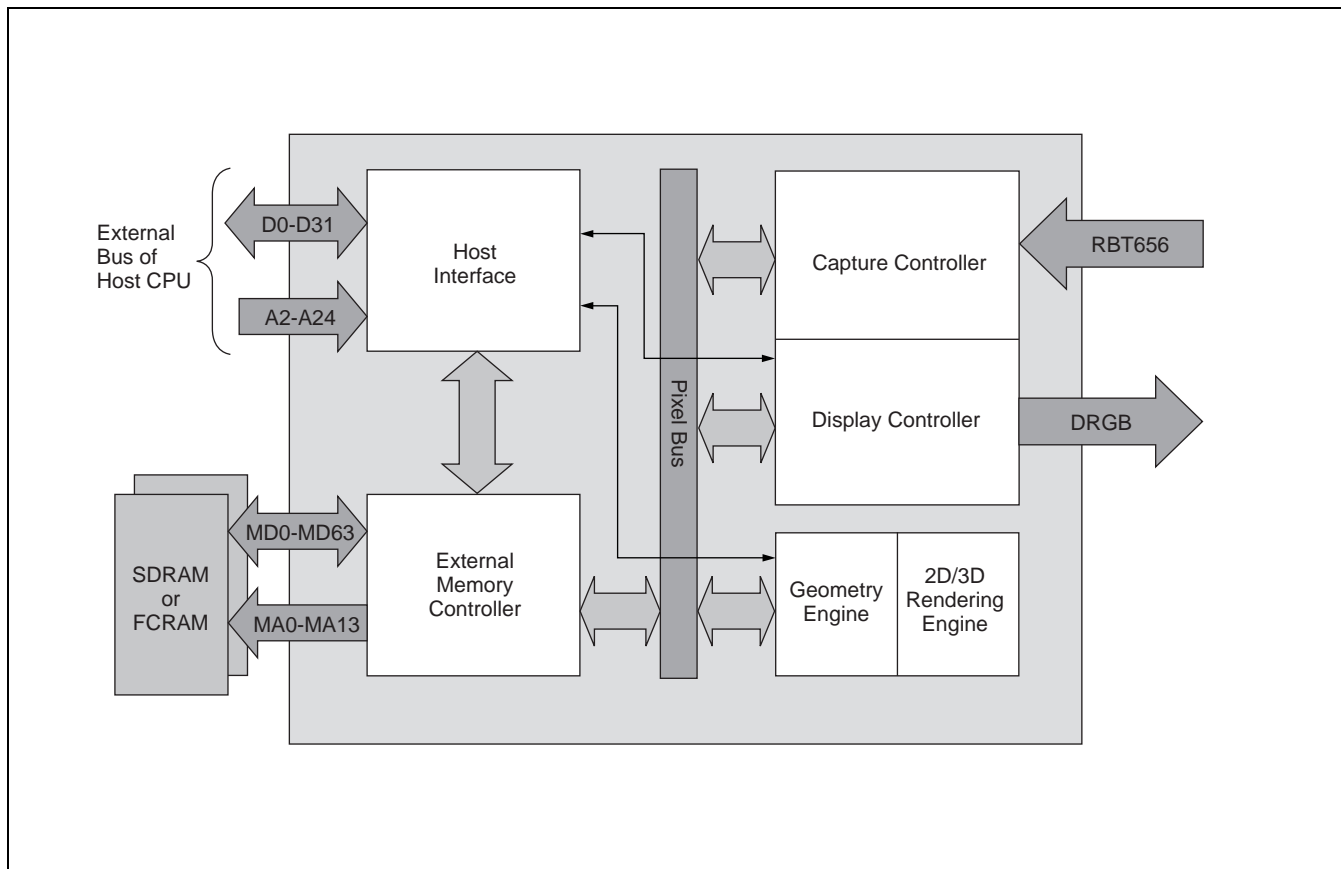 External
Bus of
Host CPU
D0-D31
A2-A24
Host
Interface
Capture Controller
RBT656
Pixel Bus
Display Controller
DRGB
SDRAM
or
FCRAM
MD0-MD63
MA0-MA13
External
Memory
Controller
Geometry
Engine
2D/3D
Rendering
Engine